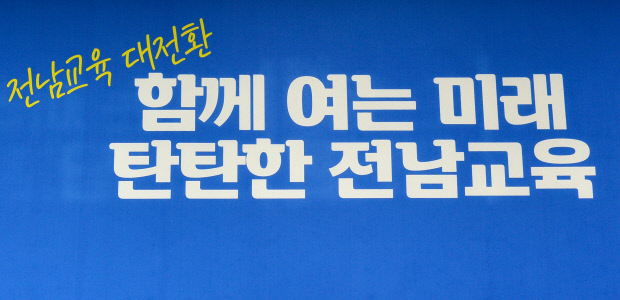 전남교육 대전환
함께 여는 미래
탄탄한 전남교육